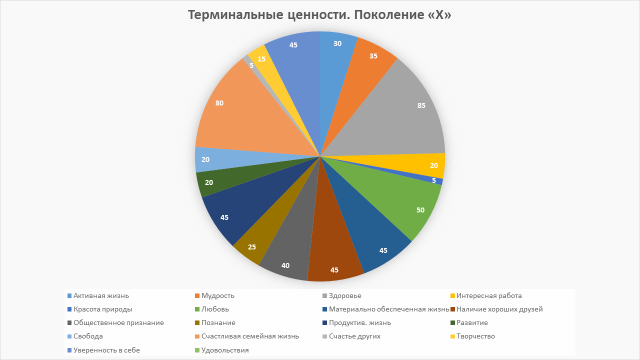 Терминальные ценности. Поколение «Х»
45 30
15 35
5
80 85
20 20
5
20
50
45
25 45
40 45
Активная жизнь Мудрость Здоровье Интересная работа
Красота природы Любовь Материально обеспеченная жизнь Наличие хороших друзей
Общественное признание Познание Продуктив. жизнь Развитие
Свобода Счастливая семейная жизнь Счастье других Творчество
Уверенность в себе Удовольствия